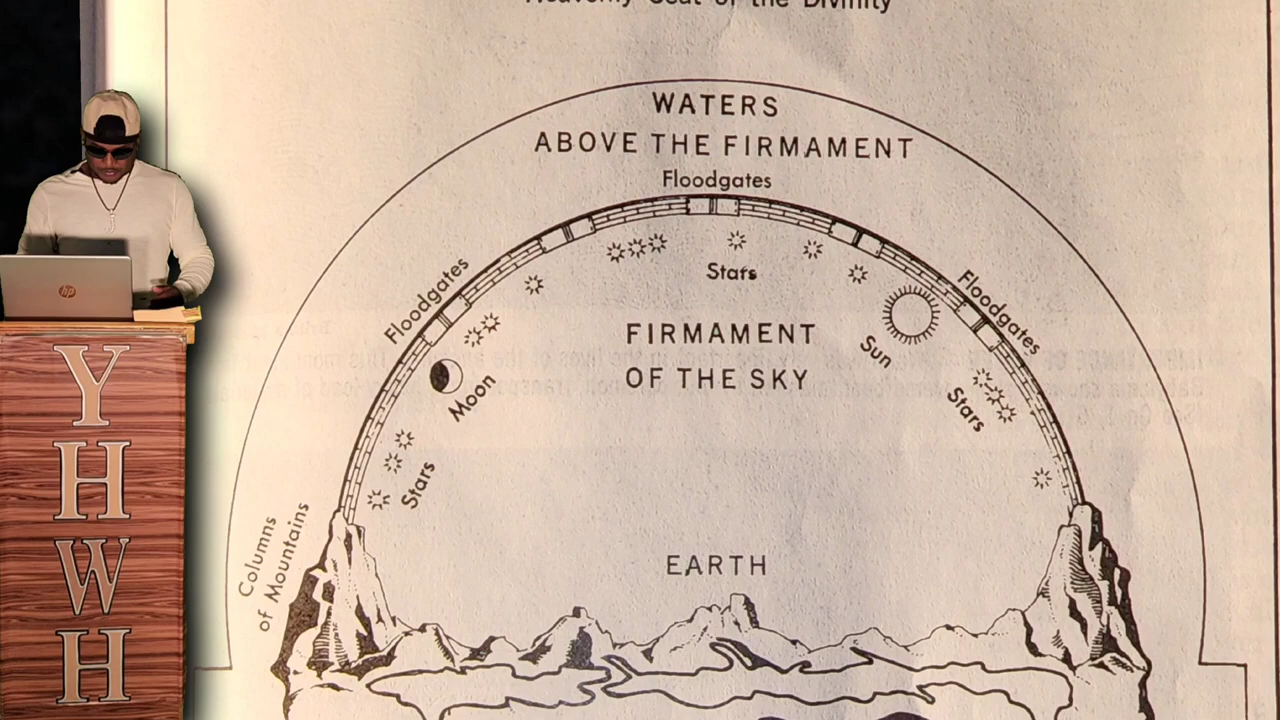 Heavenly Seat of the Divinity
WATERS
ABOVE THE FIRMAMENT
Floodgates
Floodgates
Floodgates
Stars
FIRMAMENT
OF THE SKY
Sun
Moon
Stars
Stars
Columns
of Mountains
EARTH
hp
Y
H
W
H